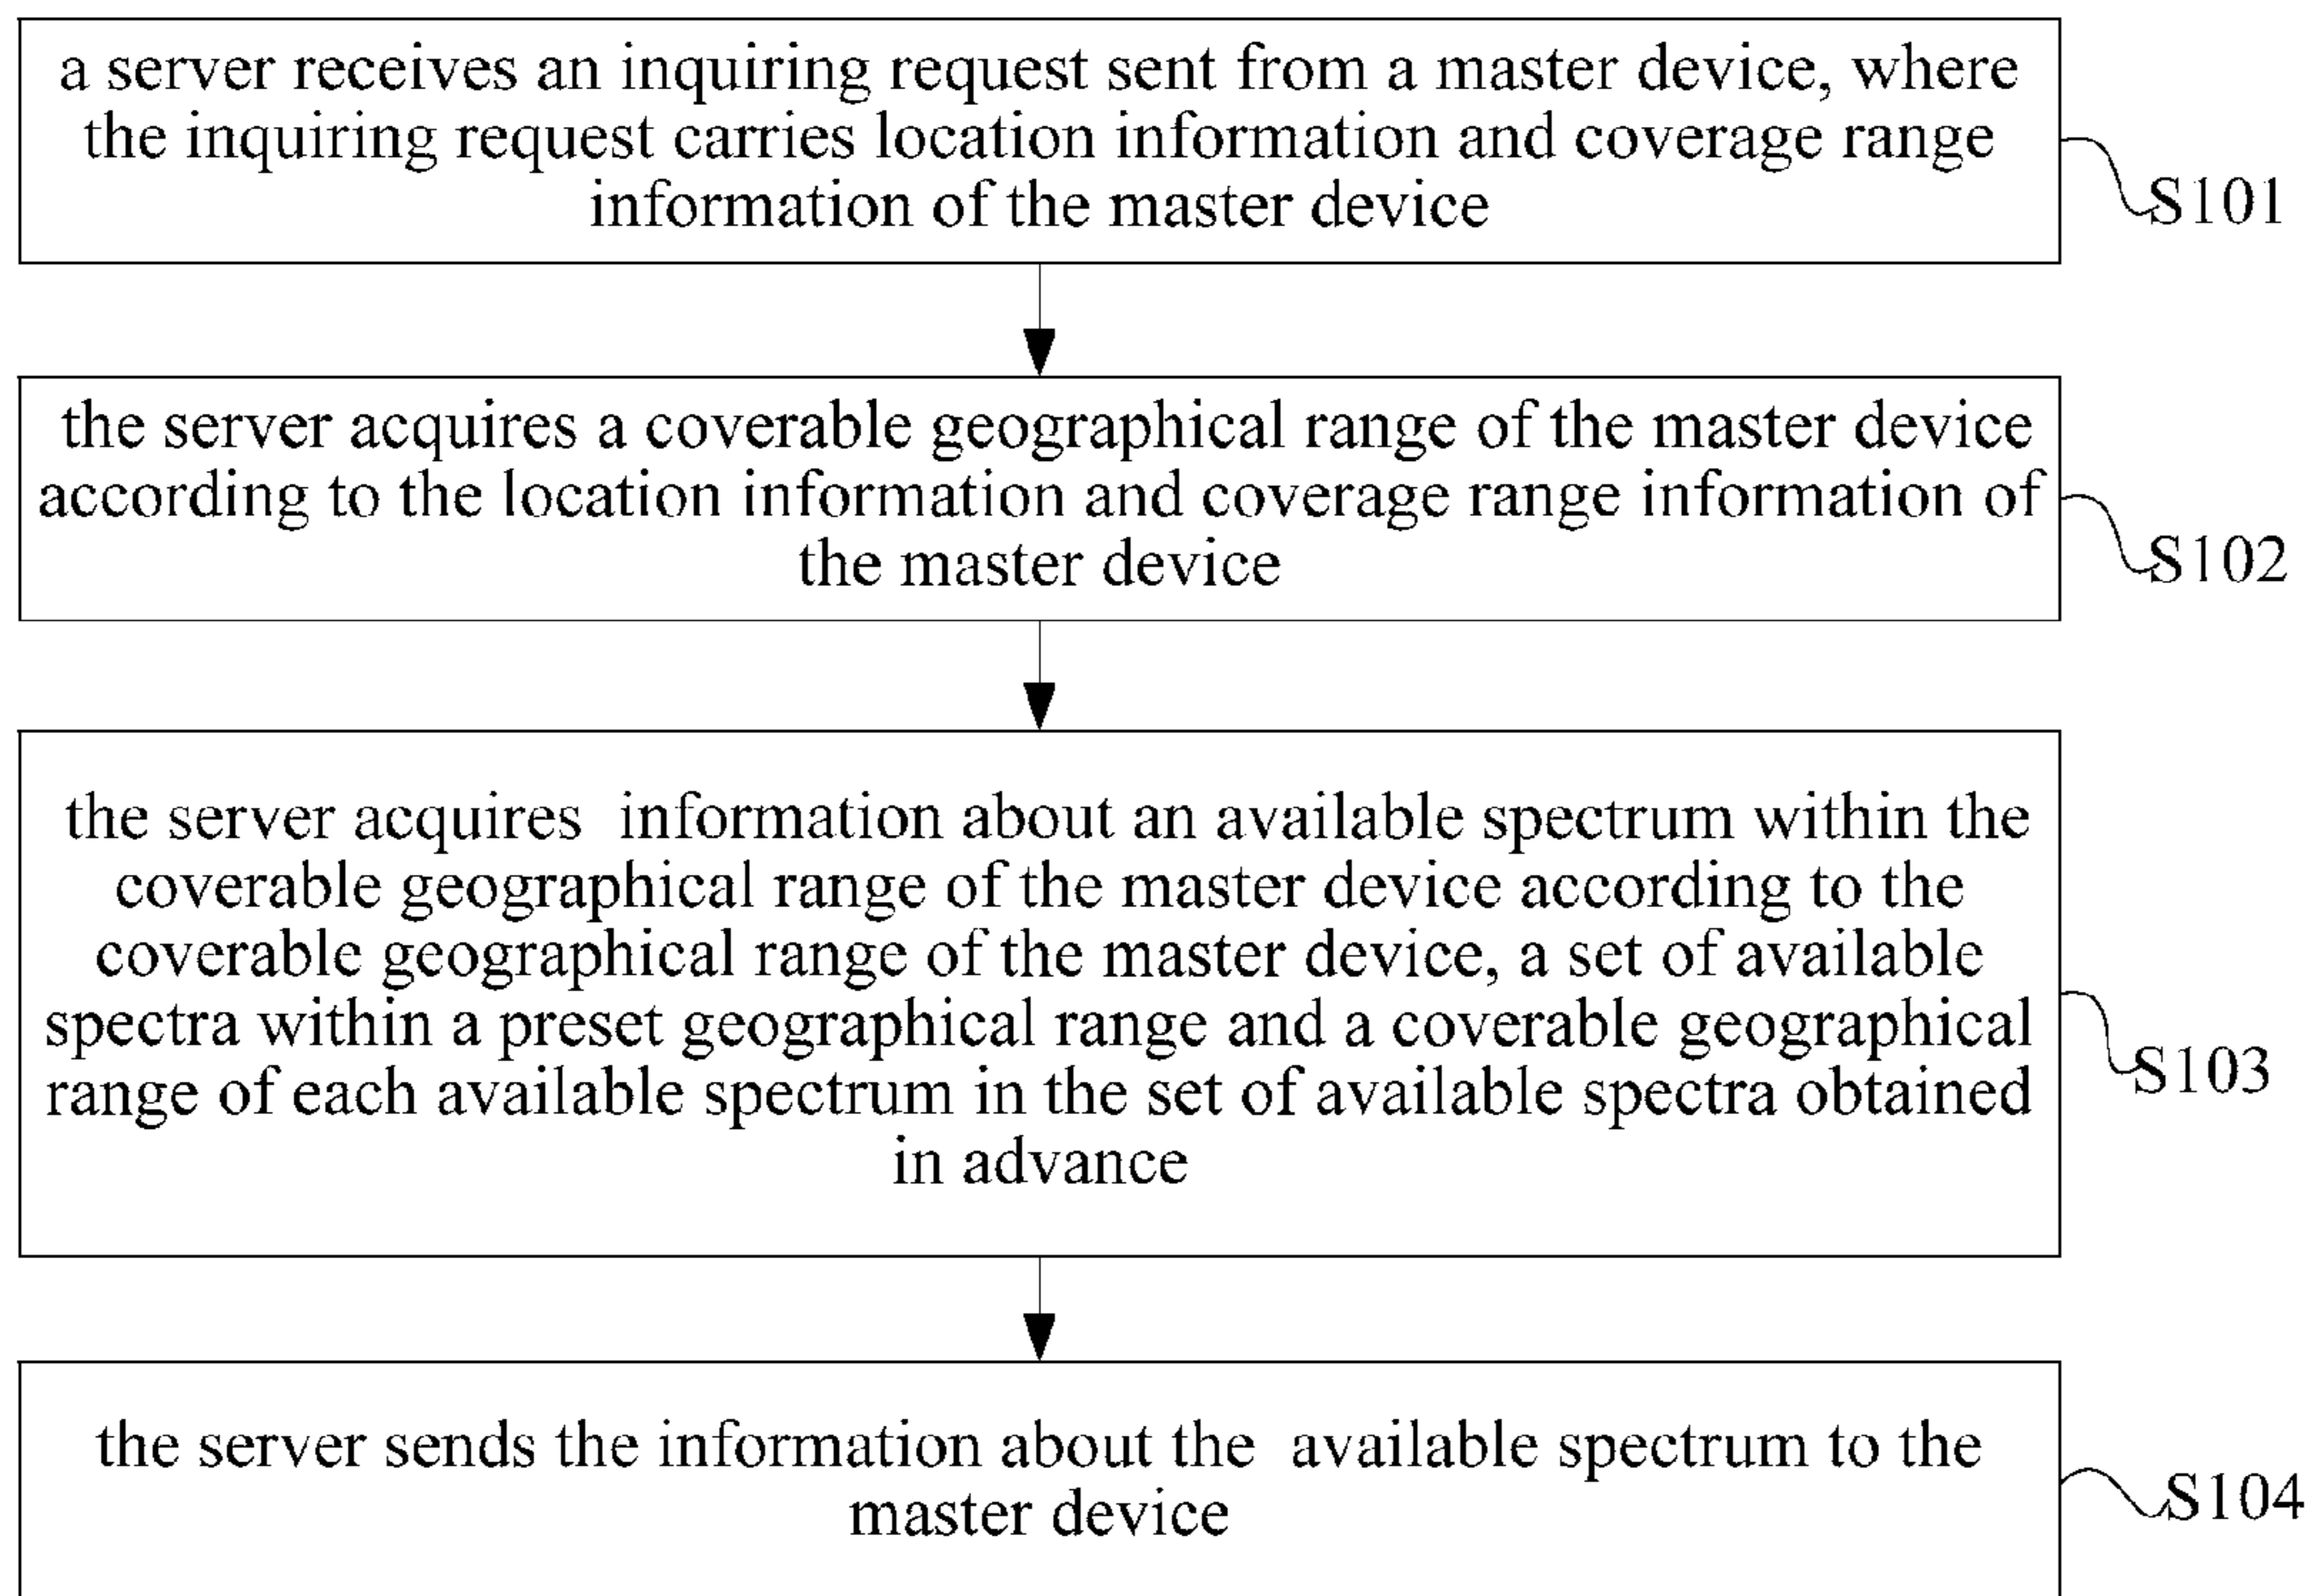 a server receives an inquiring request sent from a master device, where
the inquiring request carries location information and coverage range
information of the master device
S101
the server acquires a coverable geographical range of the master device
according to the location information and coverage range information of
the master device
S102
the server acquires information about an available spectrum within the
coverable geographical range of the master device according to the
coverable geographical range of the master device, a set of available
spectra within a preset geographical range and a coverable geographical
range of each available spectrum in the set of available spectra obtained
in advance
S103
the server sends the information about the available spectrum to the
master device
S104